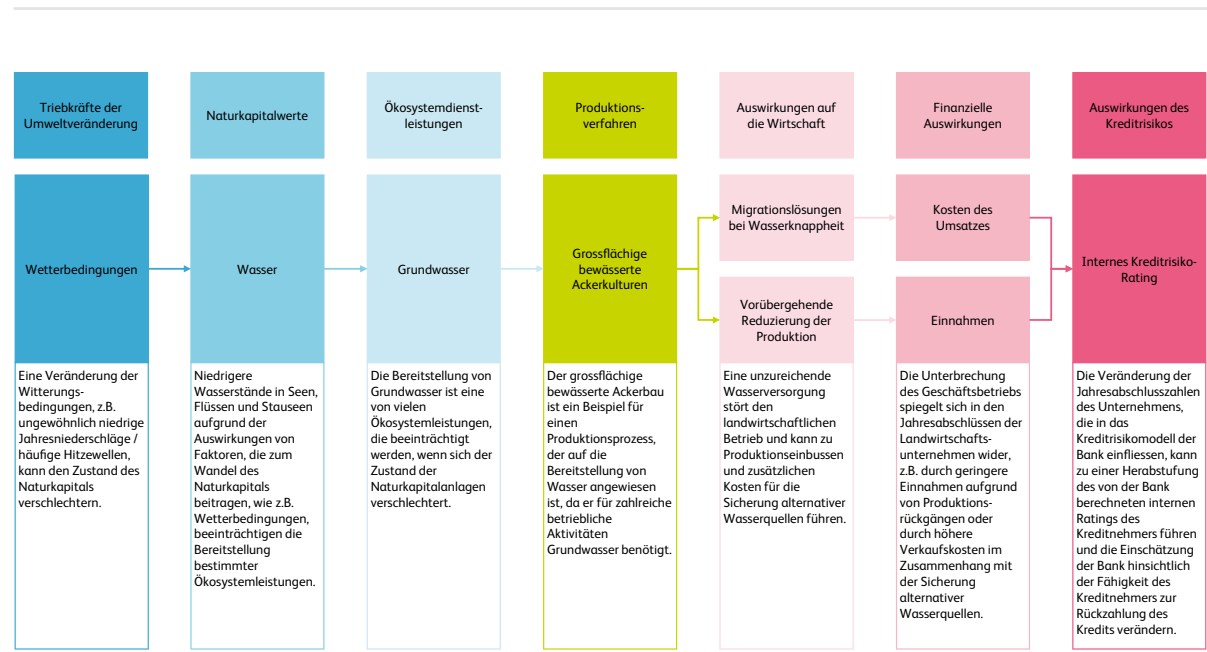 Triebkräfte der
Umweltveränderung
Naturkapitalwerte
Ökosystemdienst-
leistungen
Produktions-
verfahren
Auswirkungen auf
die Wirtschaft
Finanzielle
Auswirkungen
Auswirkungen des
Kreditrisikos
Wetterbedingungen
Wasser
Grundwasser
Grossflächige
bewässerte
Ackerkulturen
Migrationslösungen
bei Wasserknappheit
Vorübergehende
Reduzierung der
Produktion
Kosten des
Umsatzes
Einnahmen
Internes Kreditrisiko-
Rating
Eine Veränderung der
Witterungs-
bedingungen, z.B.
ungewöhnlich niedrige
Jahresniederschläge /
häufige Hitzewellen,
kann den Zustand des
Naturkapitals
verschlechtern.
Niedrigere
Wasserstände in Seen,
Flüssen und Stauseen
aufgrund der
Auswirkungen von
Faktoren, die zum
Wandel des
Naturkapitals
beitragen, wie z.B.
Wetterbedingungen,
beeinträchtigen die
Bereitstellung
bestimmter
Ökosystemleistungen.
Die Bereitstellung von
Grundwasser ist eine
von vielen
Ökosystemleistungen,
die beeinträchtigt
werden, wenn sich der
Zustand der
Naturkapitalanlagen
verschlechtert.
Der grossflächige
bewässerte Ackerbau
ist ein Beispiel für
einen
Produktionsprozess,
der auf die
Bereitstellung von
Wasser angewiesen
ist, da er für zahlreiche
betriebliche
Aktivitäten
Grundwasser benötigt.
Eine unzureichende
Wasserversorgung
stört den
landwirtschaftlichen
Betrieb und kann zu
Produktionseinbussen
und zusätzlichen
Kosten für die
Sicherung alternativer
Wasserquellen führen.
Die Unterbrechung
des Geschäftsbetriebs
spiegelt sich in den
Jahresabschlüssen der
Landwirtschafts-
unternehmen wider,
z.B. durch geringere
Einnahmen aufgrund
von Produktions-
rückgängen oder
durch höhere
Verkaufskosten im
Zusammenhang mit
der Sicherung
alternativer
Wasserquellen.
Die Veränderung der
Jahresabschlusszahlen
des Unternehmens,
die in das
Kreditrisikomodell der
Bank einfliessen, kann
zu einer Herabstufung
des von der Bank
berechneten internen
Ratings des
Kreditnehmers führen
und die Einschätzung
der Bank hinsichtlich
der Fähigkeit des
Kreditnehmers zur
Rückzahlung des
Kredits verändern.